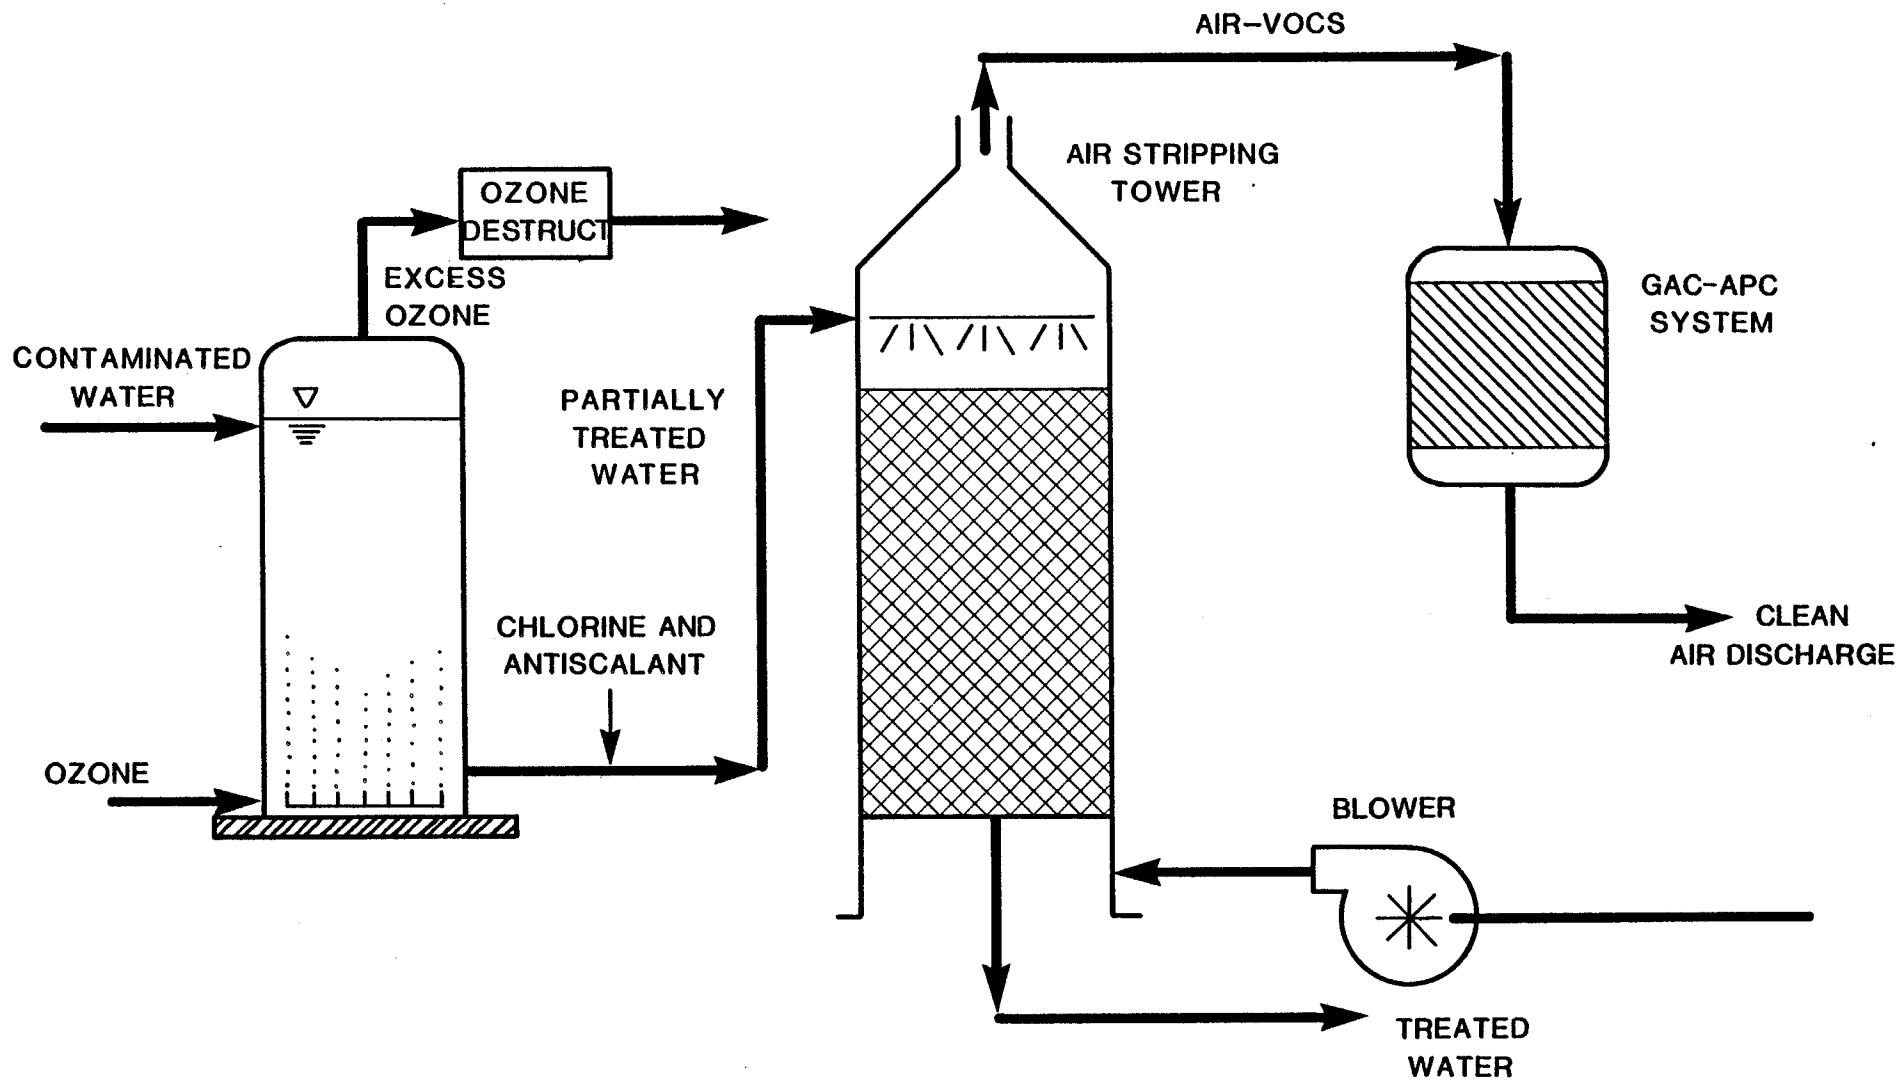 AIR-VOCS
AIR STRIPPING
TOWER
OZONE
DESTRUCT
EXCESS
OZONE
GAC-APC
SYSTEM
CONTAMINATED
WATER
PARTIALLY
TREATED
WATER
CHLORINE AND
ANTISCALANT
CLEAN
AIR DISCHARGE
OZONE
BLOWER
TREATED
WATER